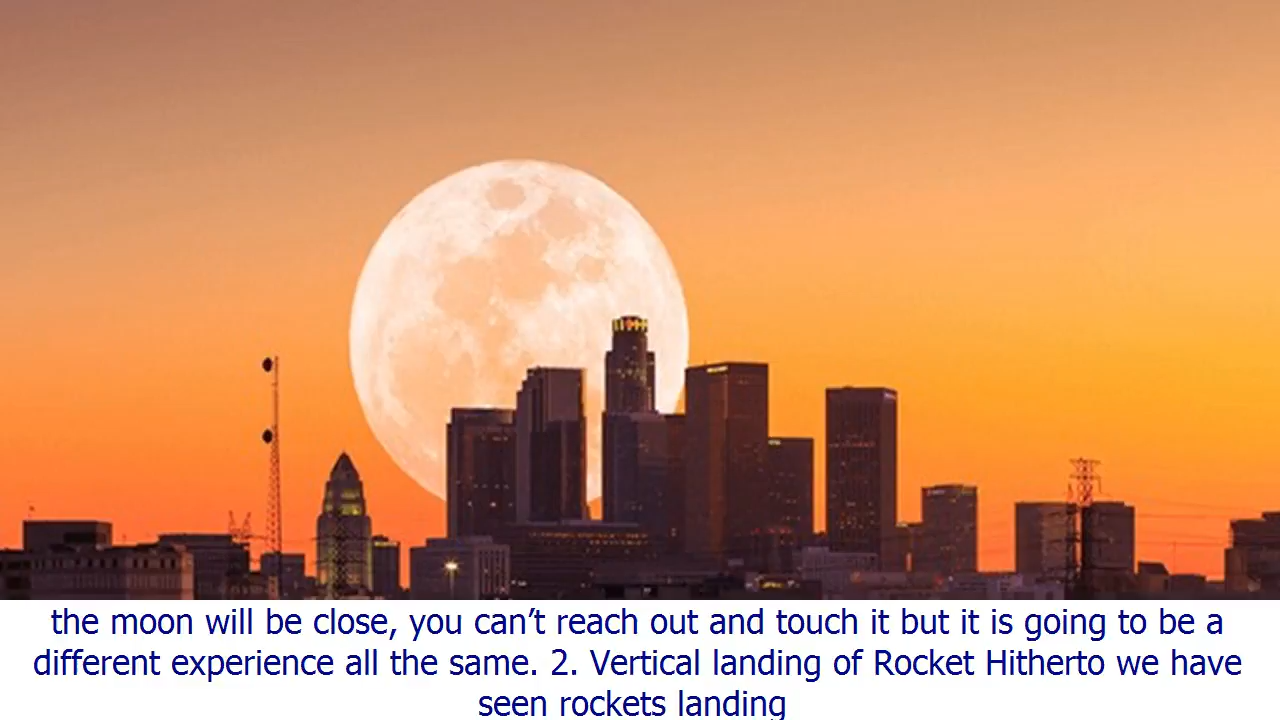 the moon will be close, you can’t reach out and touch it but it is going to be a
different experience all the same. 2. Vertical landing of Rocket Hitherto we have
seen rockets landing